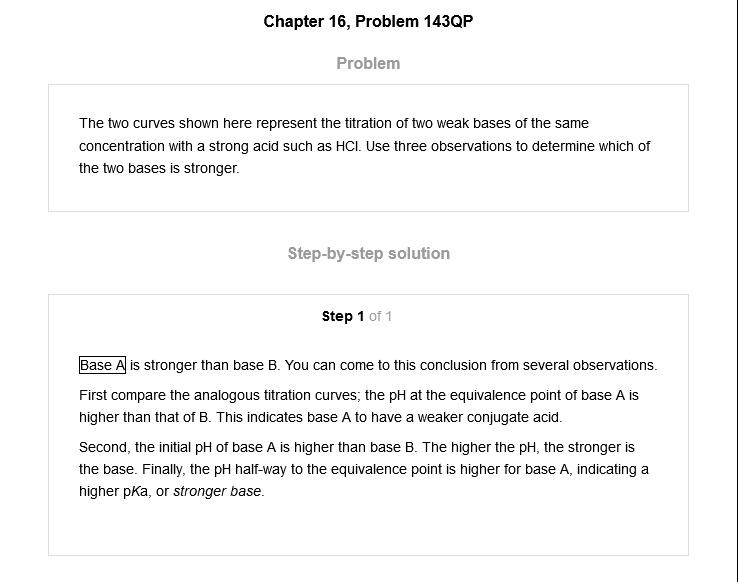 Chapter 16, Problem 143QP
Problem
The two curves shown here represent the titration of two weak bases of the same
concentration with a strong acid such as HCl. Use three observations to determine which of
the two bases is stronger.
Step-by-step solution
Step 1 of 1
Base A is stronger than base B. You can come to this conclusion from several observations.
First compare the analogous titration curves; the pH at the equivalence point of base A is
higher than that of B. This indicates base A to have a weaker conjugate acid.
Second, the initial pH of base A is higher than base B. The higher the pH, the stronger is
the base. Finally, the pH half-way to the equivalence point is higher for base A, indicating a
higher pKa, or stronger base.